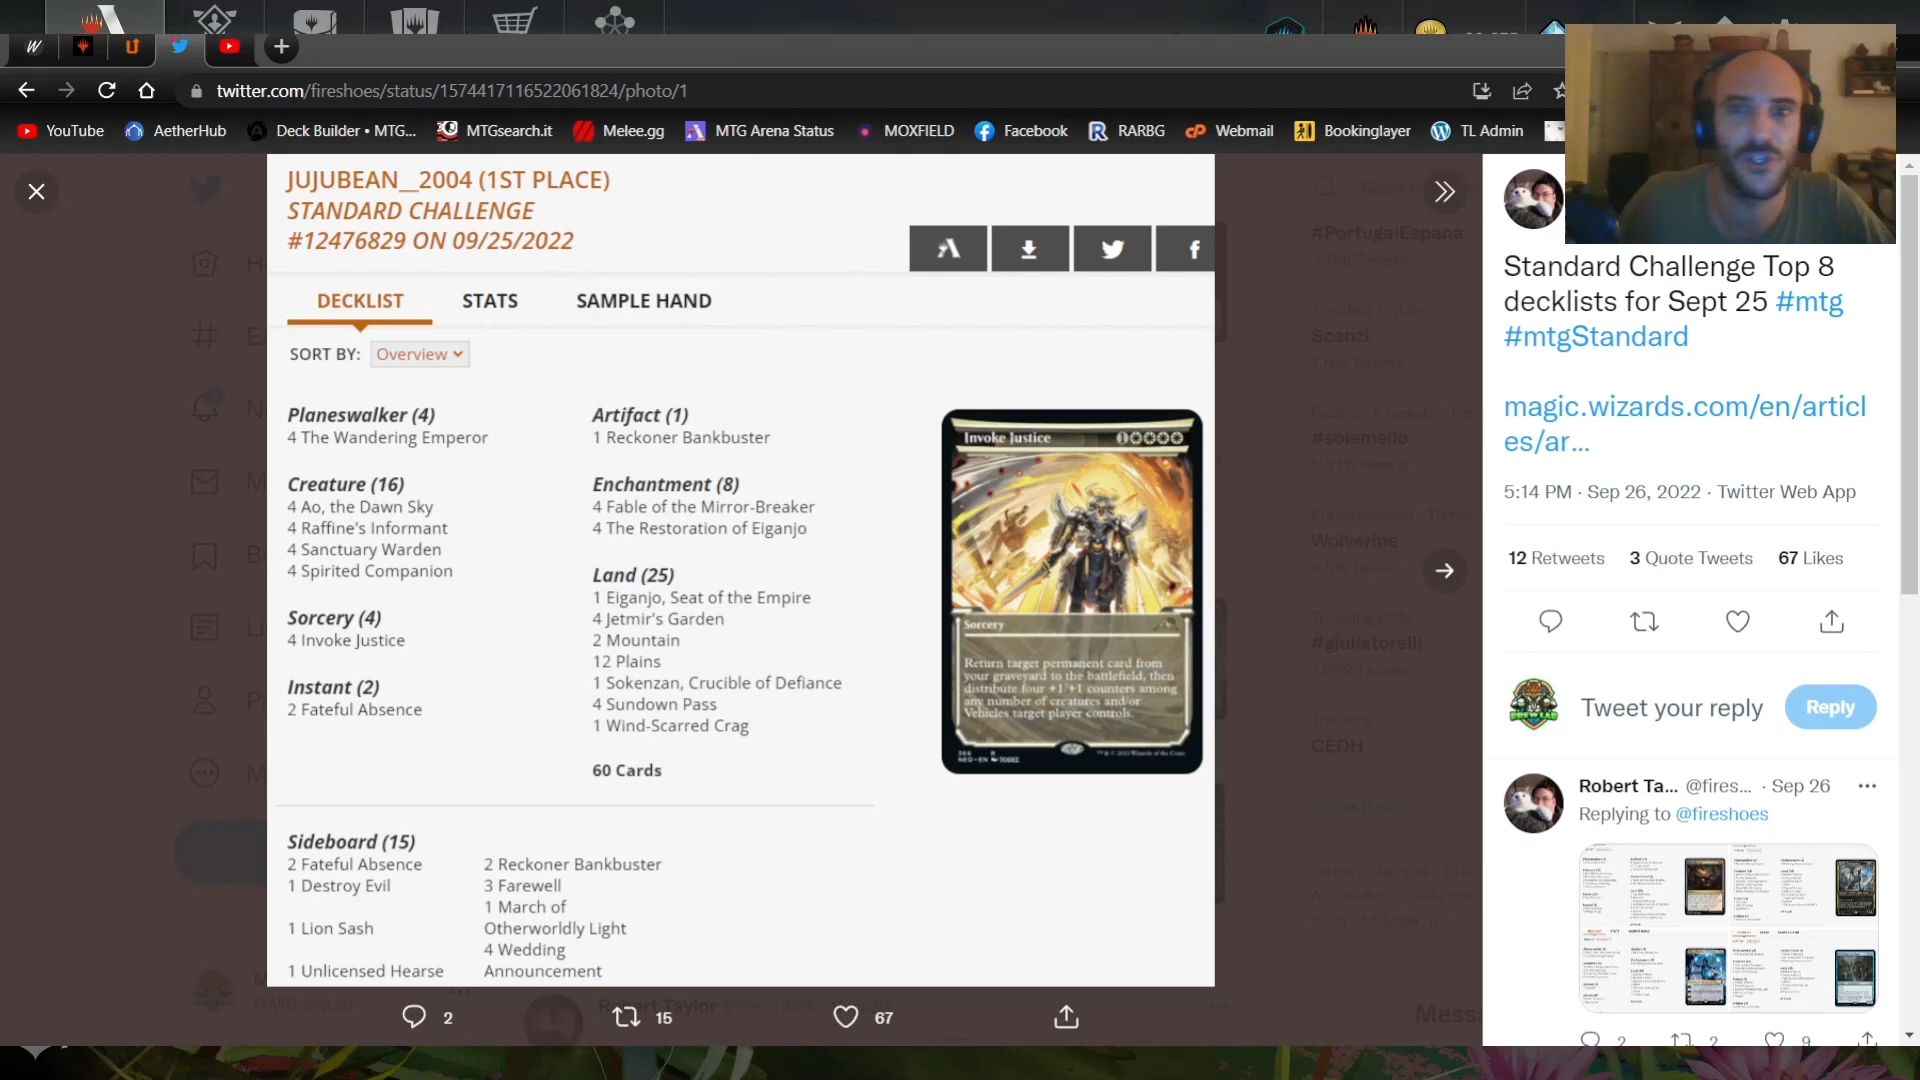 twitter.com/fireshoes/status/1574417116522061824/photo/1
YouTube AetherHub Deck Builder • MTG... MTGsearch.it Melee.gg MTG Arena Status MOXFIELD Facebook RARBG Webmail Bookinglayer TL Admin
JUJUBEAN__2004 (1ST PLACE)
STANDARD CHALLENGE
#12476829 ON 09/25/2022
DECKLIST STATS SAMPLE HAND
SORT BY: Overview
Planeswalker (4)
4 The Wandering Emperor
Creature (16)
4 Ao, the Dawn Sky
4 Raffine's Informant
4 Sanctuary Warden
4 Spirited Companion
Sorcery (4)
4 Invoke Justice
Instant (2)
2 Fateful Absence
Artifact (1)
1 Reckoner Bankbuster
Enchantment (8)
4 Fable of the Mirror-Breaker
4 The Restoration of Eiganjo
Land (25)
1 Eiganjo, Seat of the Empire
4 Jetmir's Garden
2 Mountain
12 Plains
1 Sokenzan, Crucible of Defiance
4 Sundown Pass
1 Wind-Scarred Crag
60 Cards
Invoke Justice
Sorcery
Return target permanent card from
your graveyard to the battlefield, then
distribute four +1/+1 counters among
any number of creatures and/or
Vehicles target player controls.
Sideboard (15)
2 Fateful Absence
1 Destroy Evil
1 Lion Sash
1 Unlicensed Hearse
2 Reckoner Bankbuster
3 Farewell
1 March of
Otherworldly Light
4 Wedding
Announcement
2 15 67
#PortugalEspana
Scanzi
#solemello
Wolverine
#giuliatorelli
CEDH
Standard Challenge Top 8
decklists for Sept 25 #mtg
#mtgStandard
magic.wizards.com/en/articl
es/ar...
5:14 PM · Sep 26, 2022 · Twitter Web App
12 Retweets 3 Quote Tweets 67 Likes
Tweet your reply Reply
Robert Ta... @fires... · Sep 26
Replying to @fireshoes
2 2 9